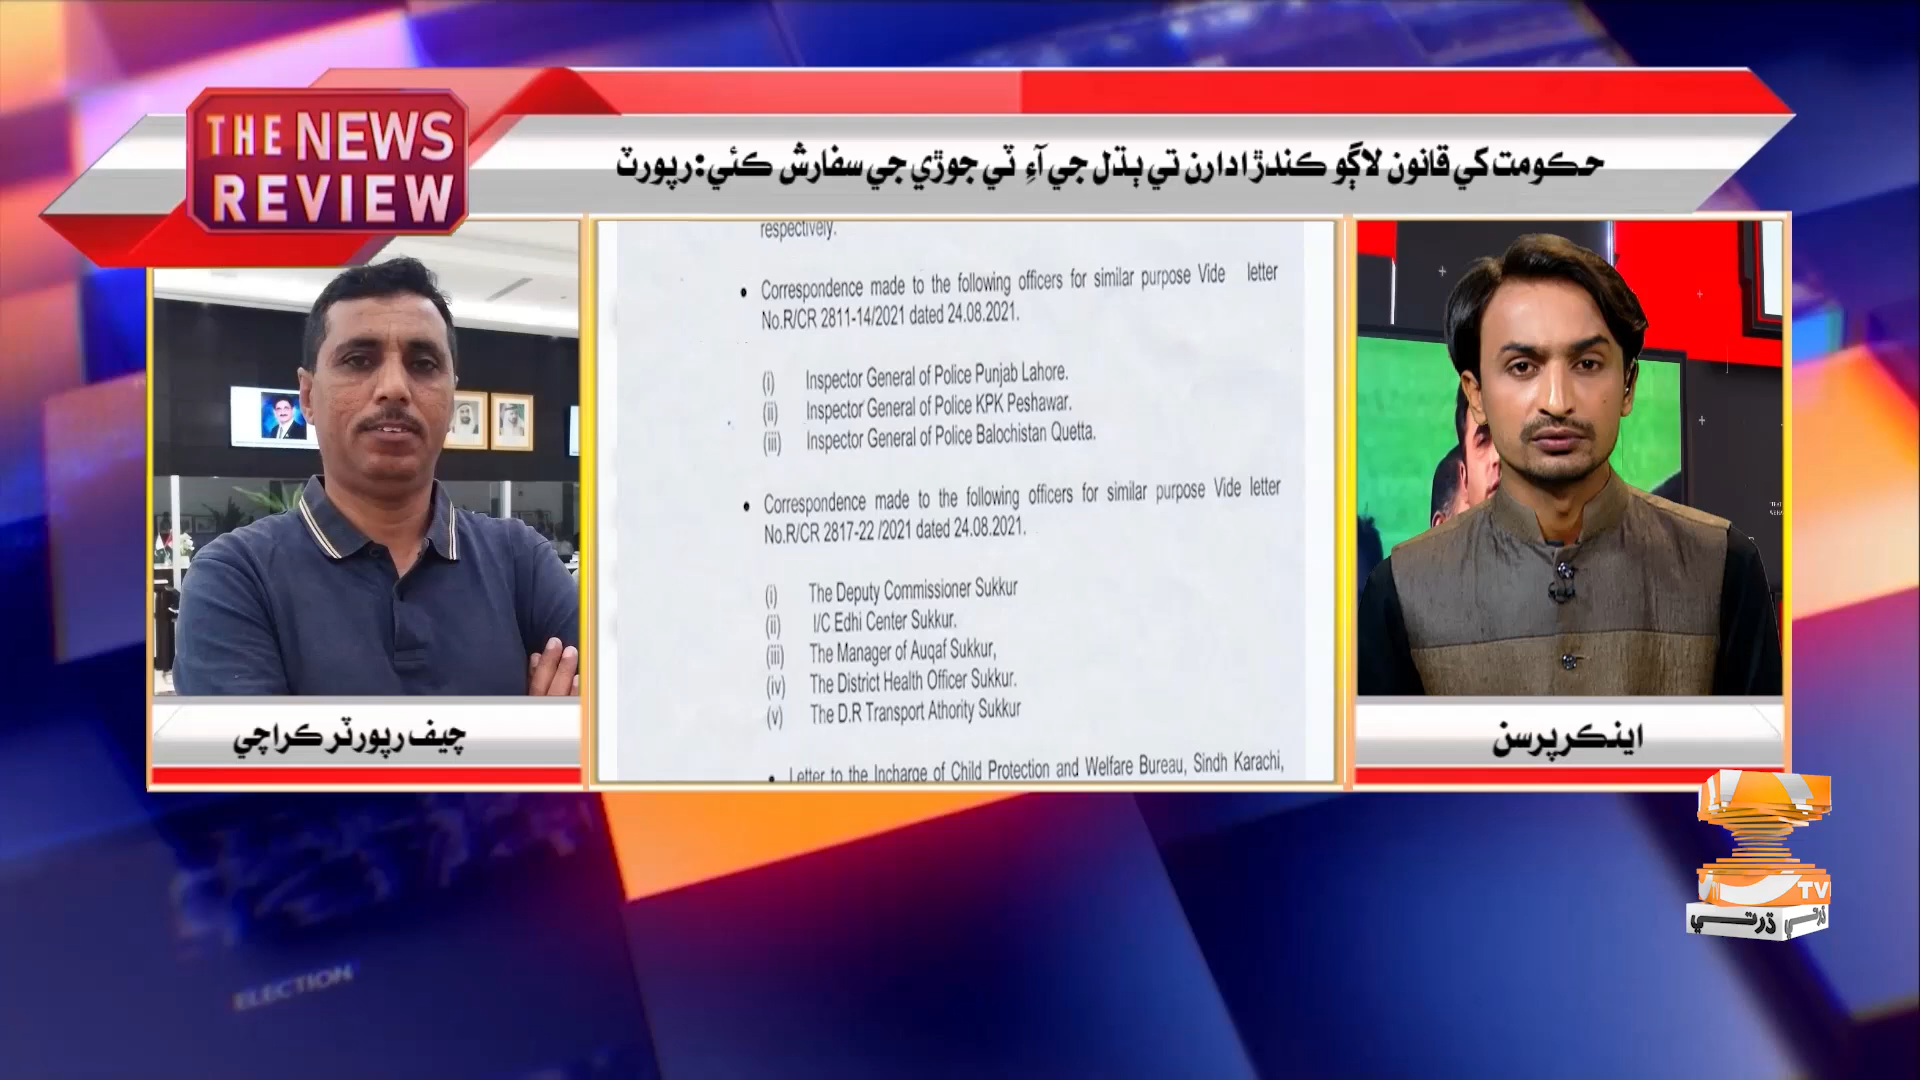 THE NEWS
REVIEW
حڪومت کي قانون لاڳو ڪندڙ ادارن تي ٻڌل جي آءِ ٽي جوڙي جي سفارش ڪئي: رپورٽ
respectively.
• Correspondence made to the following officers for similar purpose Vide letter
No.R/CR 2811-14/2021 dated 24.08.2021.
(i) Inspector General of Police Punjab Lahore.
(ii) Inspector General of Police KPK Peshawar.
(iii) Inspector General of Police Balochistan Quetta.
• Correspondence made to the following officers for similar purpose Vide letter
No.R/CR 2817-22 /2021 dated 24.08.2021.
(i) The Deputy Commissioner Sukkur
(ii) I/C Edhi Center Sukkur.
(iii) The Manager of Auqaf Sukkur,
(iv) The District Health Officer Sukkur.
(v) The D.R Transport Athority Sukkur
• Letter to the Incharge of Child Protection and Welfare Bureau, Sindh Karachi,
چيف رپورٽر ڪراچي
اينڪر پرسن
TV
ڌرتي ڌرتي
ELECTION